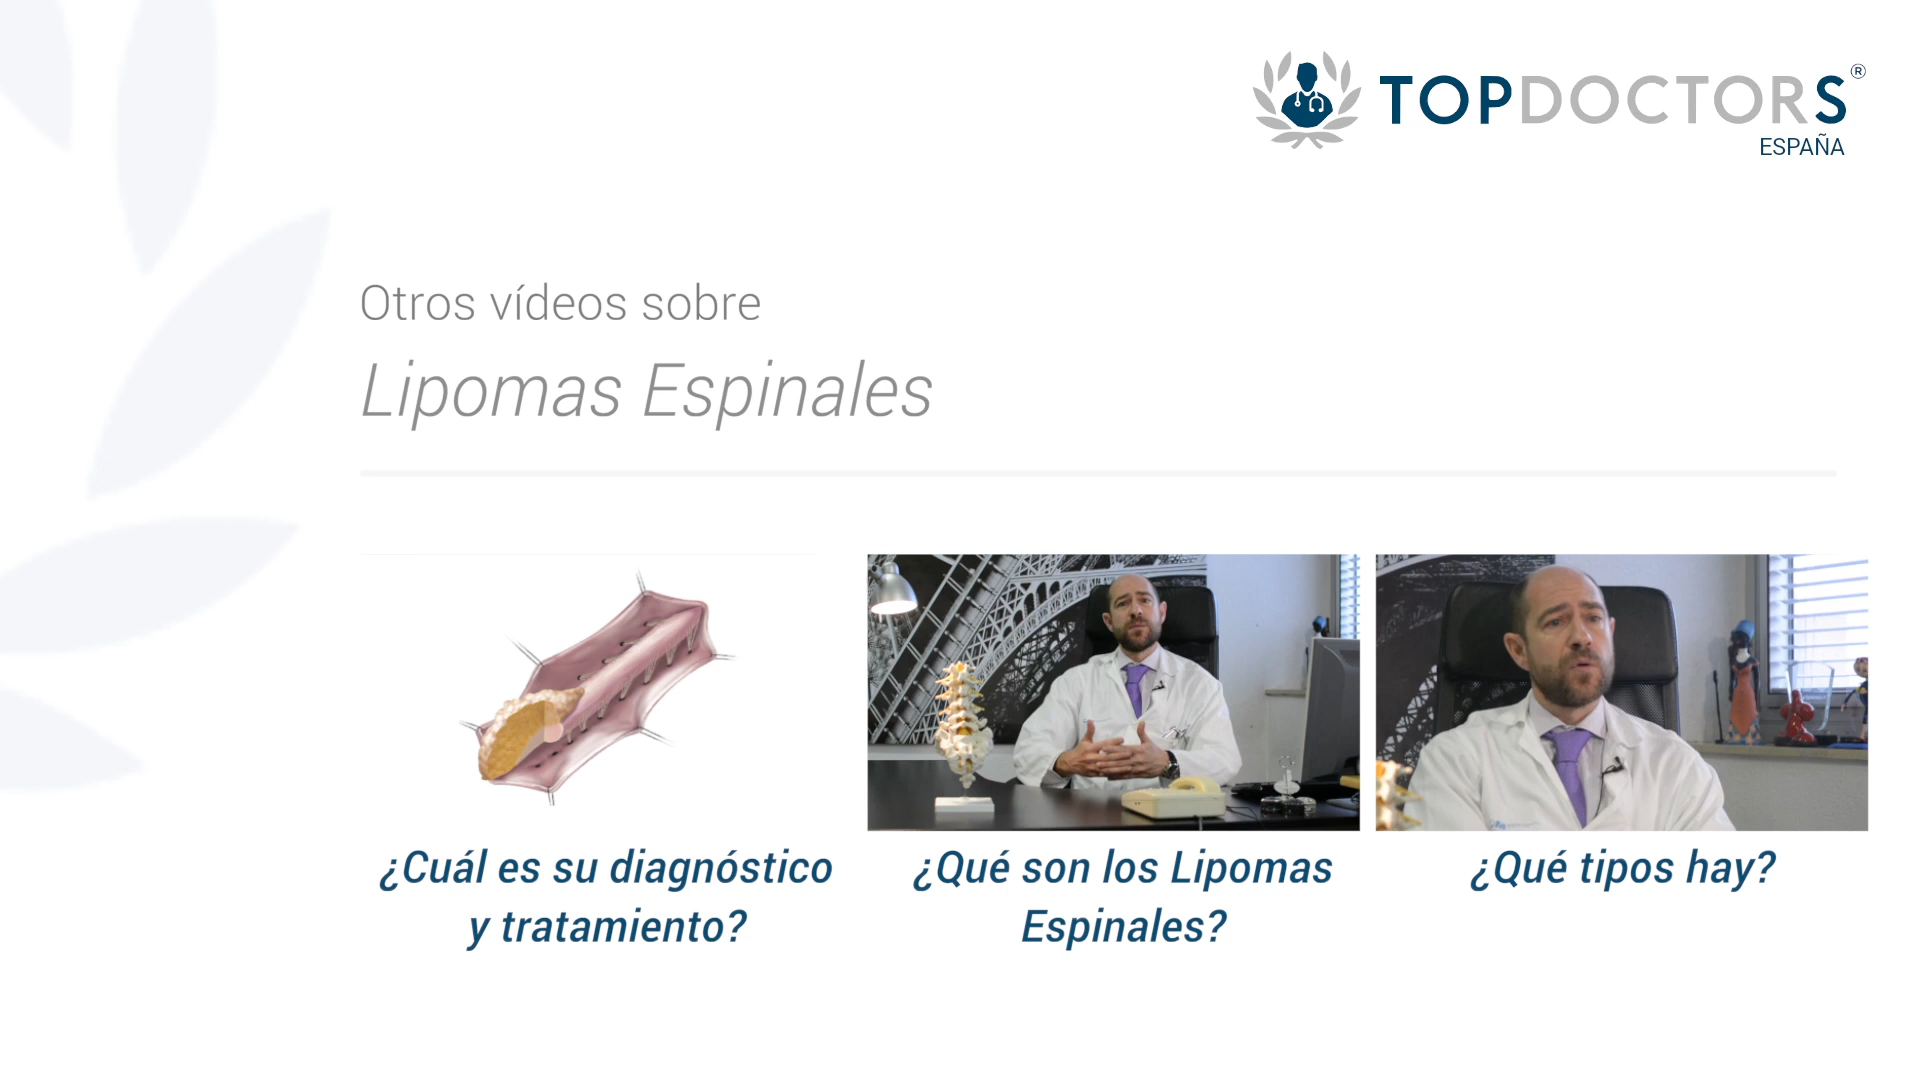 TOPDOCTORS®
ESPAÑA
Otros vídeos sobre
Lipomas Espinales
¿Cuál es su diagnóstico
y tratamiento?
¿Qué son los Lipomas
Espinales?
¿Qué tipos hay?